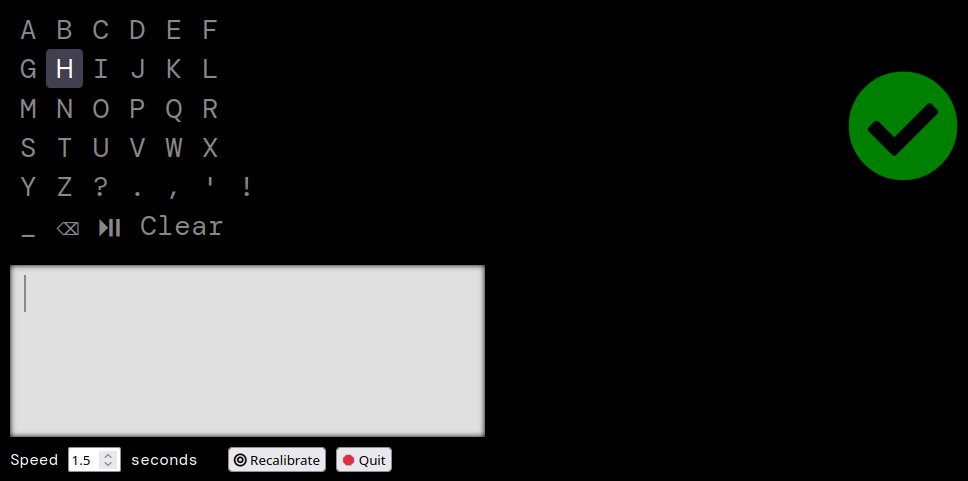 A B C D E F
G H I J K L
M N O P Q R
S T U V W X
Y Z ? . , ' !
_ ⌫ ⏯ Clear
Speed 1.5 seconds Recalibrate Quit